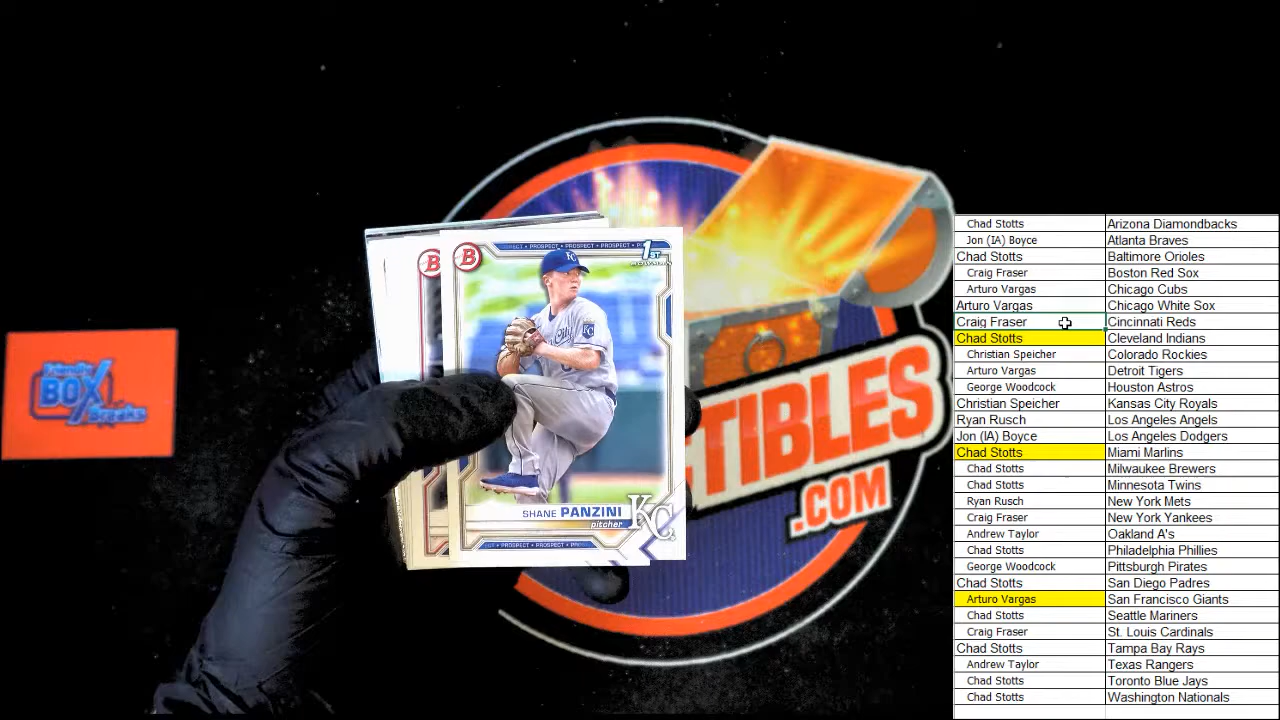 BOX
Breaks
B
B
PROSPECT • PROSPECT • PROSPECT
1ST
BOWMAN
KC
KC
SHANE PANZINI
pitcher
KC
PROSPECT • PROSPECT
TIBLES
.COM
Chad Stotts Arizona Diamondbacks
Jon (IA) Boyce Atlanta Braves
Chad Stotts Baltimore Orioles
Craig Fraser Boston Red Sox
Arturo Vargas Chicago Cubs
Arturo Vargas Chicago White Sox
Craig Fraser Cincinnati Reds
Chad Stotts Cleveland Indians
Christian Speicher Colorado Rockies
Arturo Vargas Detroit Tigers
George Woodcock Houston Astros
Christian Speicher Kansas City Royals
Ryan Rusch Los Angeles Angels
Jon (IA) Boyce Los Angeles Dodgers
Chad Stotts Miami Marlins
Chad Stotts Milwaukee Brewers
Chad Stotts Minnesota Twins
Ryan Rusch New York Mets
Craig Fraser New York Yankees
Andrew Taylor Oakland A's
Chad Stotts Philadelphia Phillies
George Woodcock Pittsburgh Pirates
Chad Stotts San Diego Padres
Arturo Vargas San Francisco Giants
Chad Stotts Seattle Mariners
Craig Fraser St. Louis Cardinals
Chad Stotts Tampa Bay Rays
Andrew Taylor Texas Rangers
Chad Stotts Toronto Blue Jays
Chad Stotts Washington Nationals